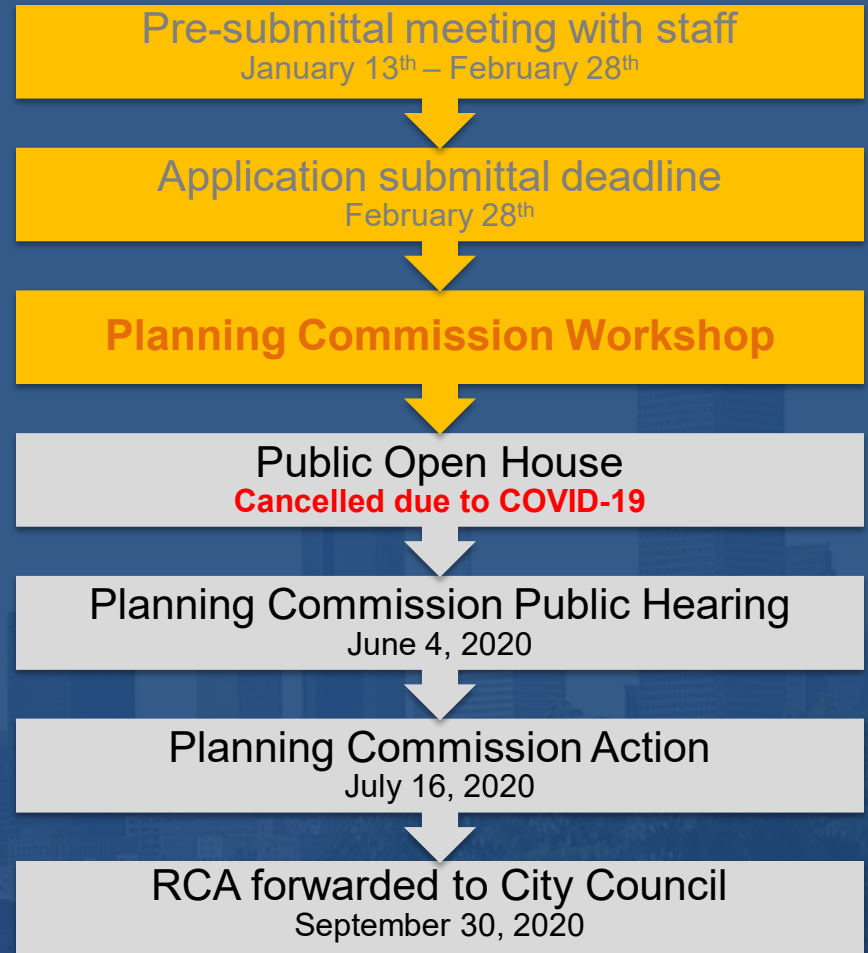 Pre-submittal meeting with staff
January 13th – February 28th
Application submittal deadline
February 28th
Planning Commission Workshop
Public Open House
Cancelled due to COVID-19
Planning Commission Public Hearing
June 4, 2020
Planning Commission Action
July 16, 2020
RCA forwarded to City Council
September 30, 2020